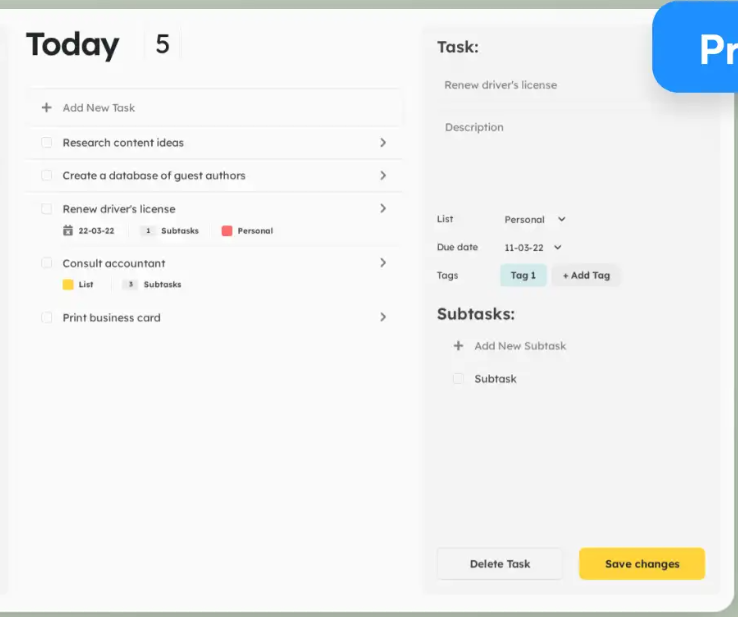 Today 5
+ Add New Task
Research content ideas
Create a database of guest authors
Renew driver's license
22-03-22 1 Subtasks Personal
Consult accountant
List 3 Subtasks
Print business card
Task:
Renew driver's license
Description
List Personal
Due date 11-03-22
Tags Tag 1 + Add Tag
Subtasks:
+ Add New Subtask
Subtask
Delete Task Save changes
Pr